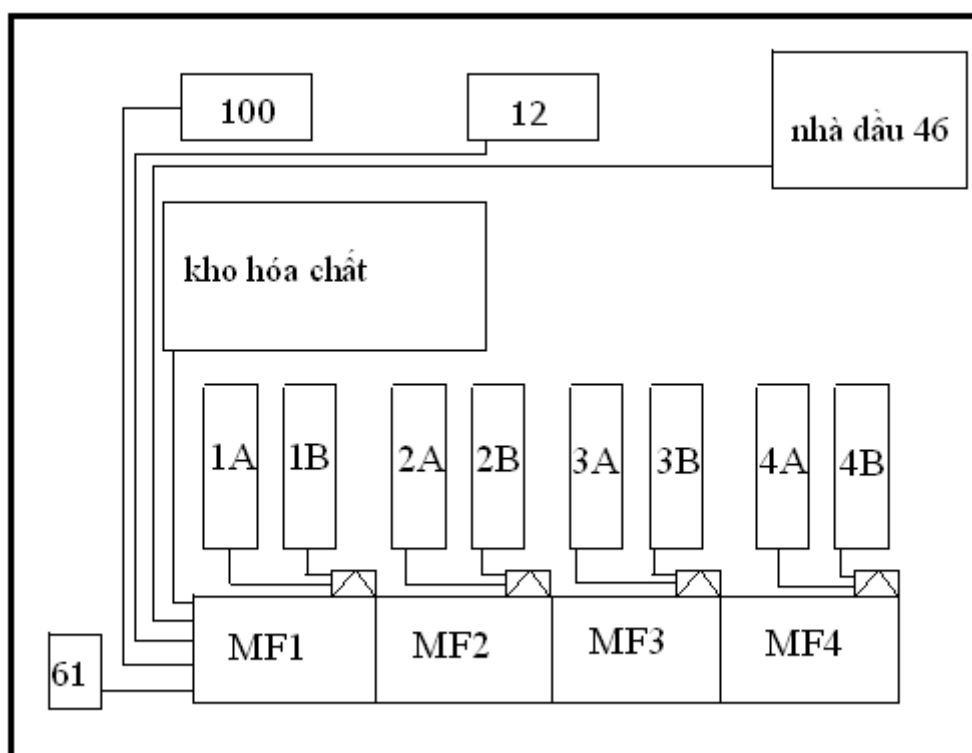 100
12
nhà dầu 46
kho hóa chất
1A
1B
2A
2B
3A
3B
4A
4B
MF1
MF2
MF3
MF4
61